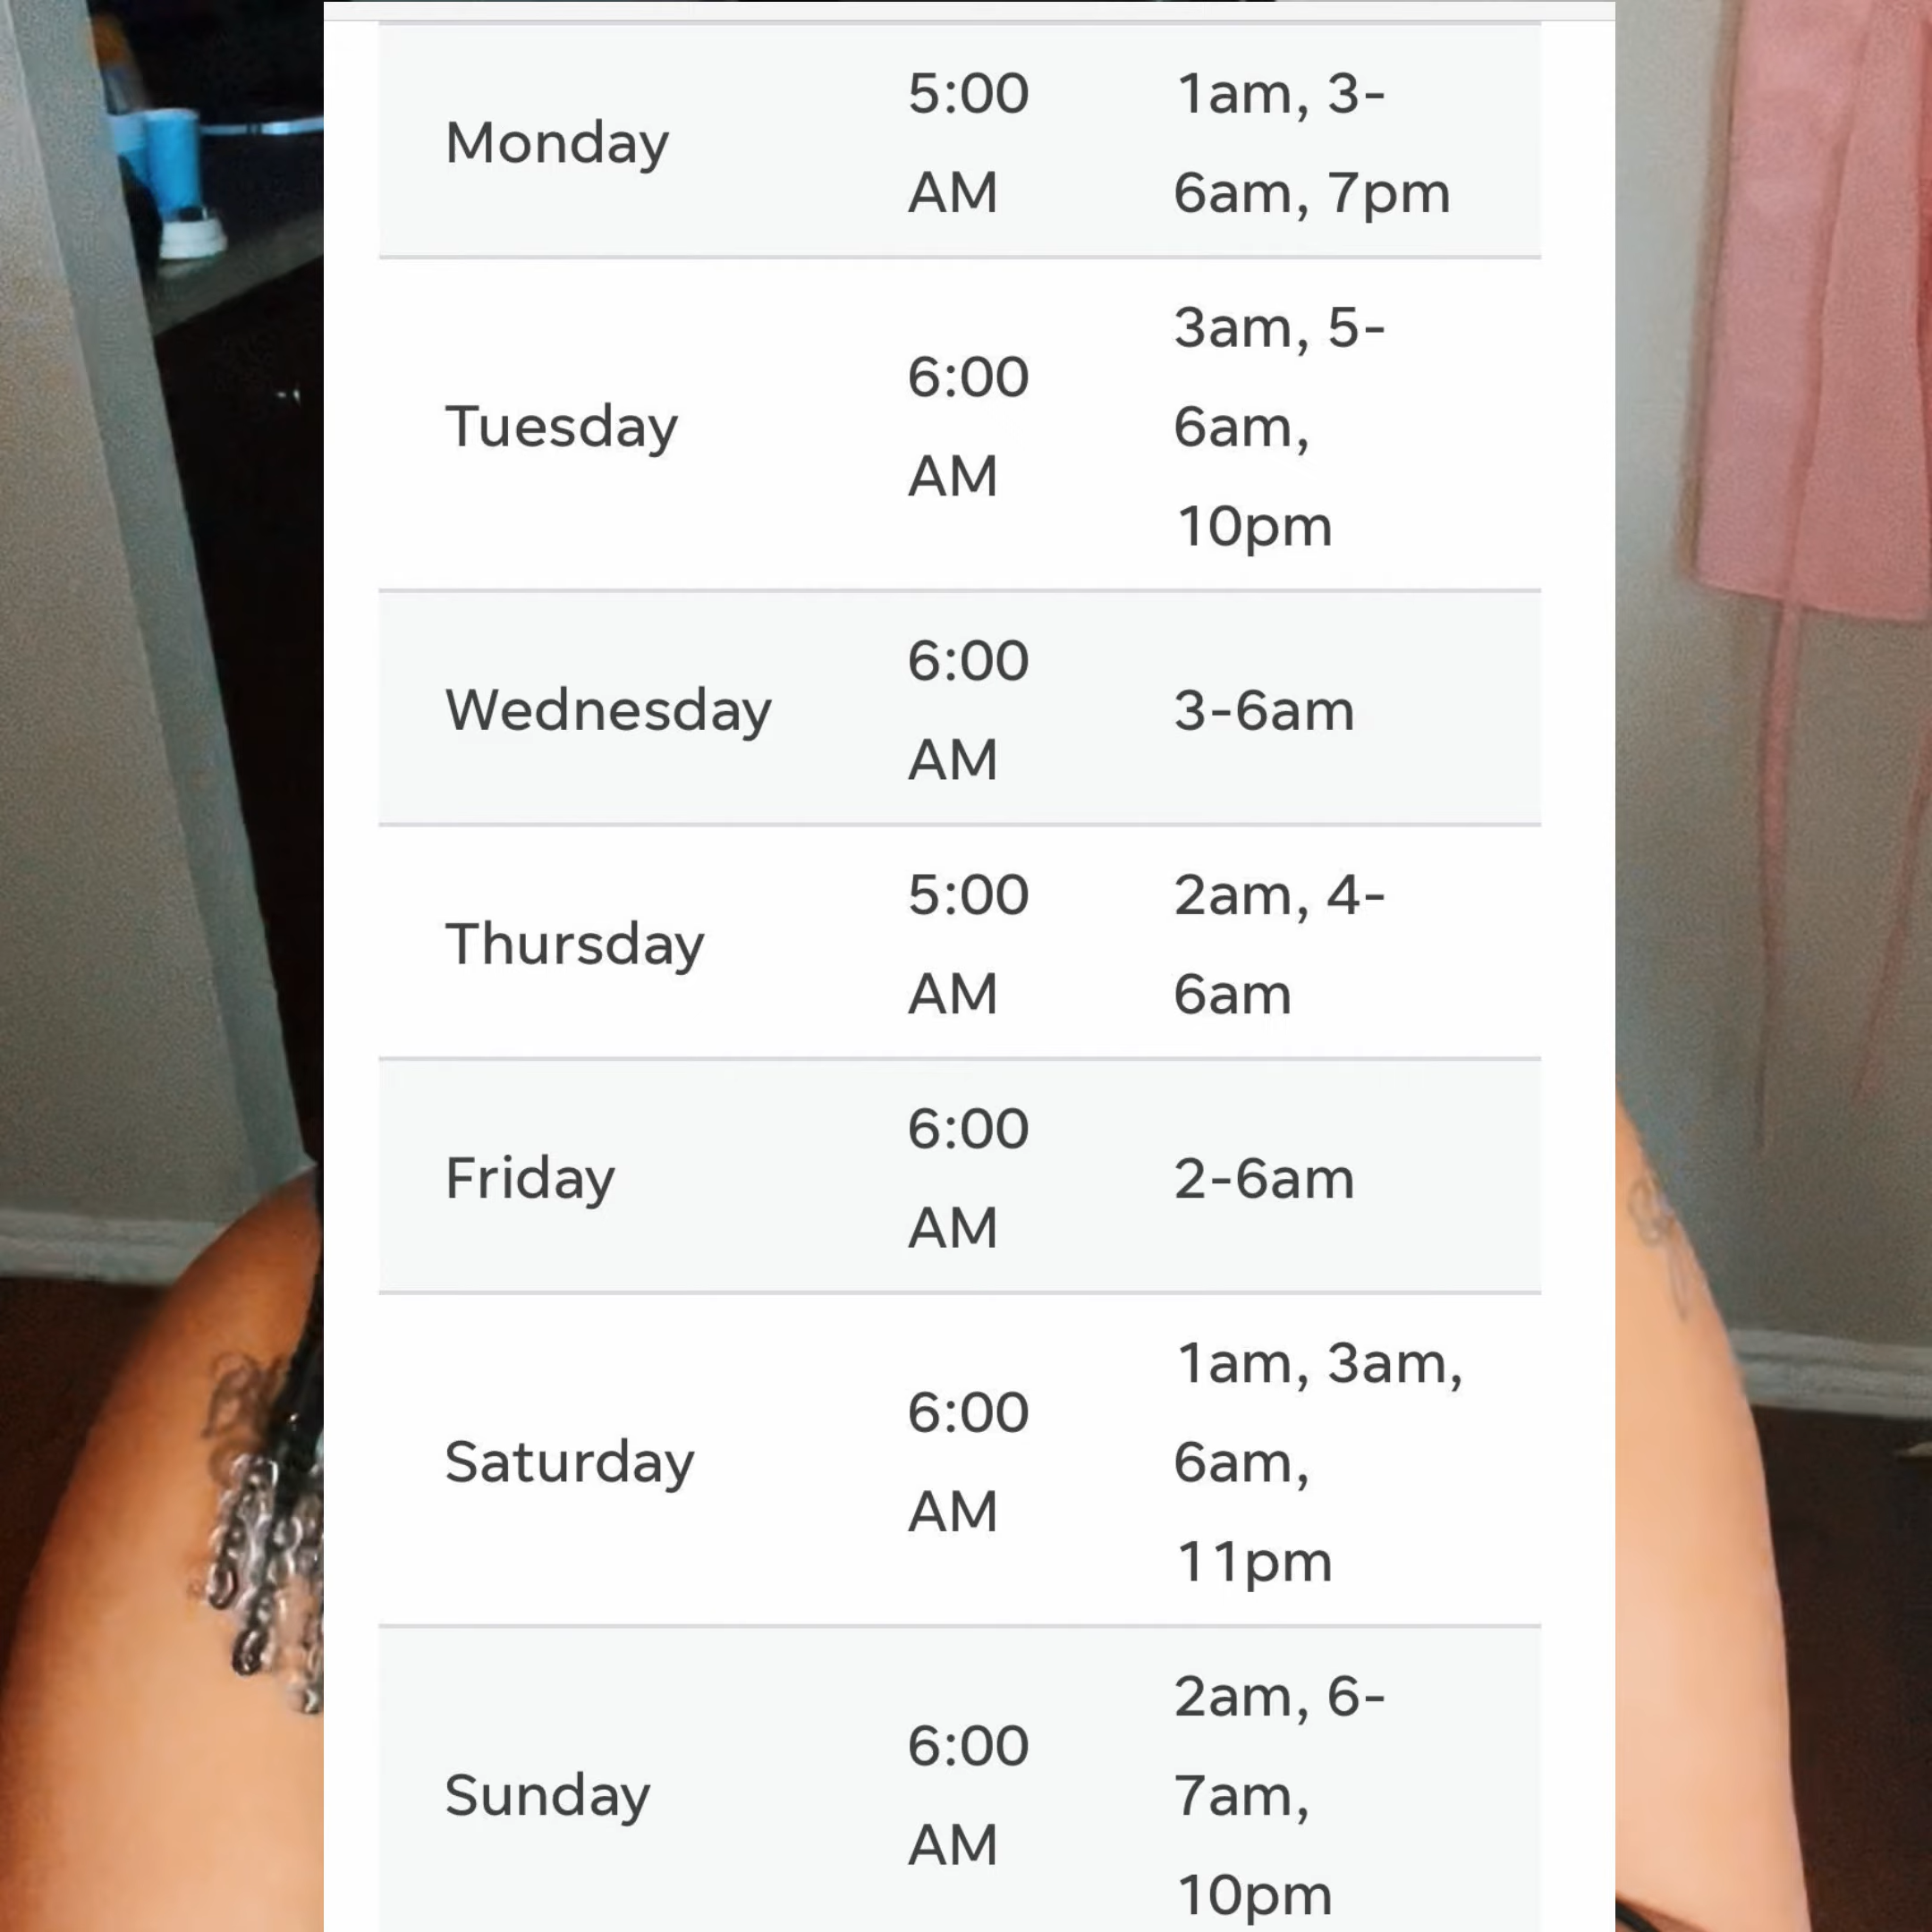 Monday 5:00 AM 1am, 3-6am, 7pm
Tuesday 6:00 AM 3am, 5-6am, 10pm
Wednesday 6:00 AM 3-6am
Thursday 5:00 AM 2am, 4-6am
Friday 6:00 AM 2-6am
Saturday 6:00 AM 1am, 3am, 6am, 11pm
Sunday 6:00 AM 2am, 6-7am, 10pm